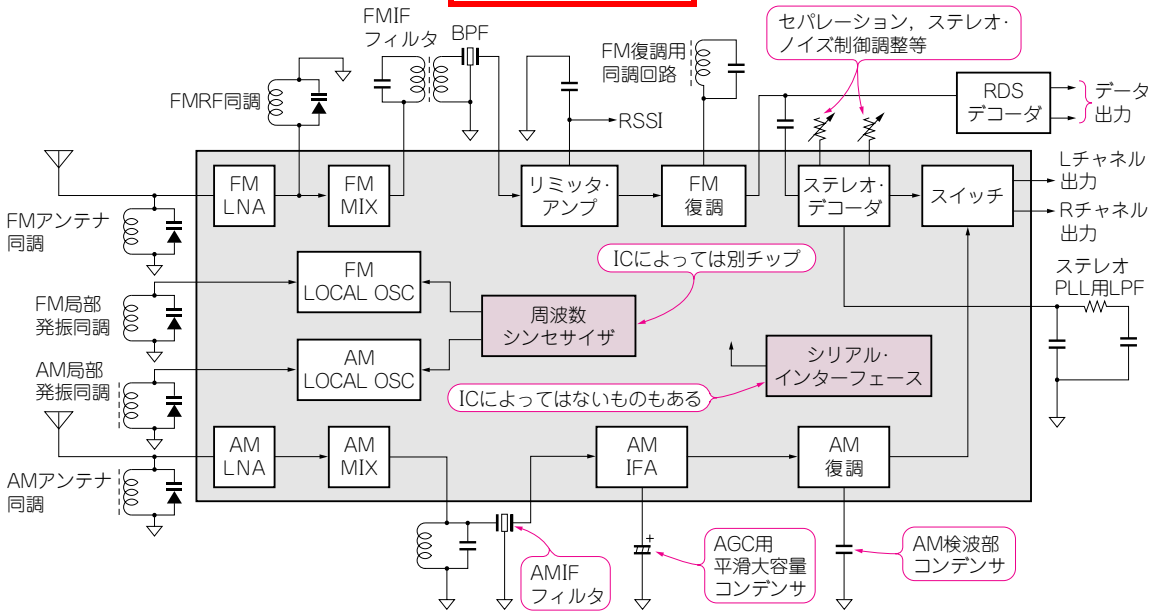 FMIF
フィルタ
BPF
FM復調用
同調回路
セパレーション，ステレオ・
ノイズ制御調整等
FMRF同調
RSSI
RDS
デコーダ
データ
出力
FM
LNA
FM
MIX
リミッタ・
アンプ
FM
復調
ステレオ・
デコーダ
スイッチ
Lチャネル
出力
Rチャネル
出力
FMアンテナ
同調
FM
LOCAL OSC
ICによっては別チップ
ステレオ
PLL用LPF
FM局部
発振同調
周波数
シンセサイザ
AM
LOCAL OSC
シリアル・
インターフェース
AM局部
発振同調
ICによってはないものもある
AM
LNA
AM
MIX
AM
IFA
AM
復調
AMアンテナ
同調
+
AMIF
フィルタ
AGC用
平滑大容量
コンデンサ
AM検波部
コンデンサ